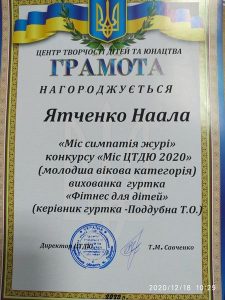 ЦЕНТР ТВОРЧОСТІ ДІТЕЙ ТА ЮНАЦТВА
ГРАМОТА
НАГОРОДЖУЄТЬСЯ
Ятченко Наала
«Міс симпатія журі»
конкурсу «Міс ЦТДЮ 2020»
(молодша вікова категорія)
вихованка гуртка
«Фітнес для дітей»
(керівник гуртка -Поддубна Т.О.)
Директор ЦТДЮ Т.М. Савченко
2020/12/18 10:29